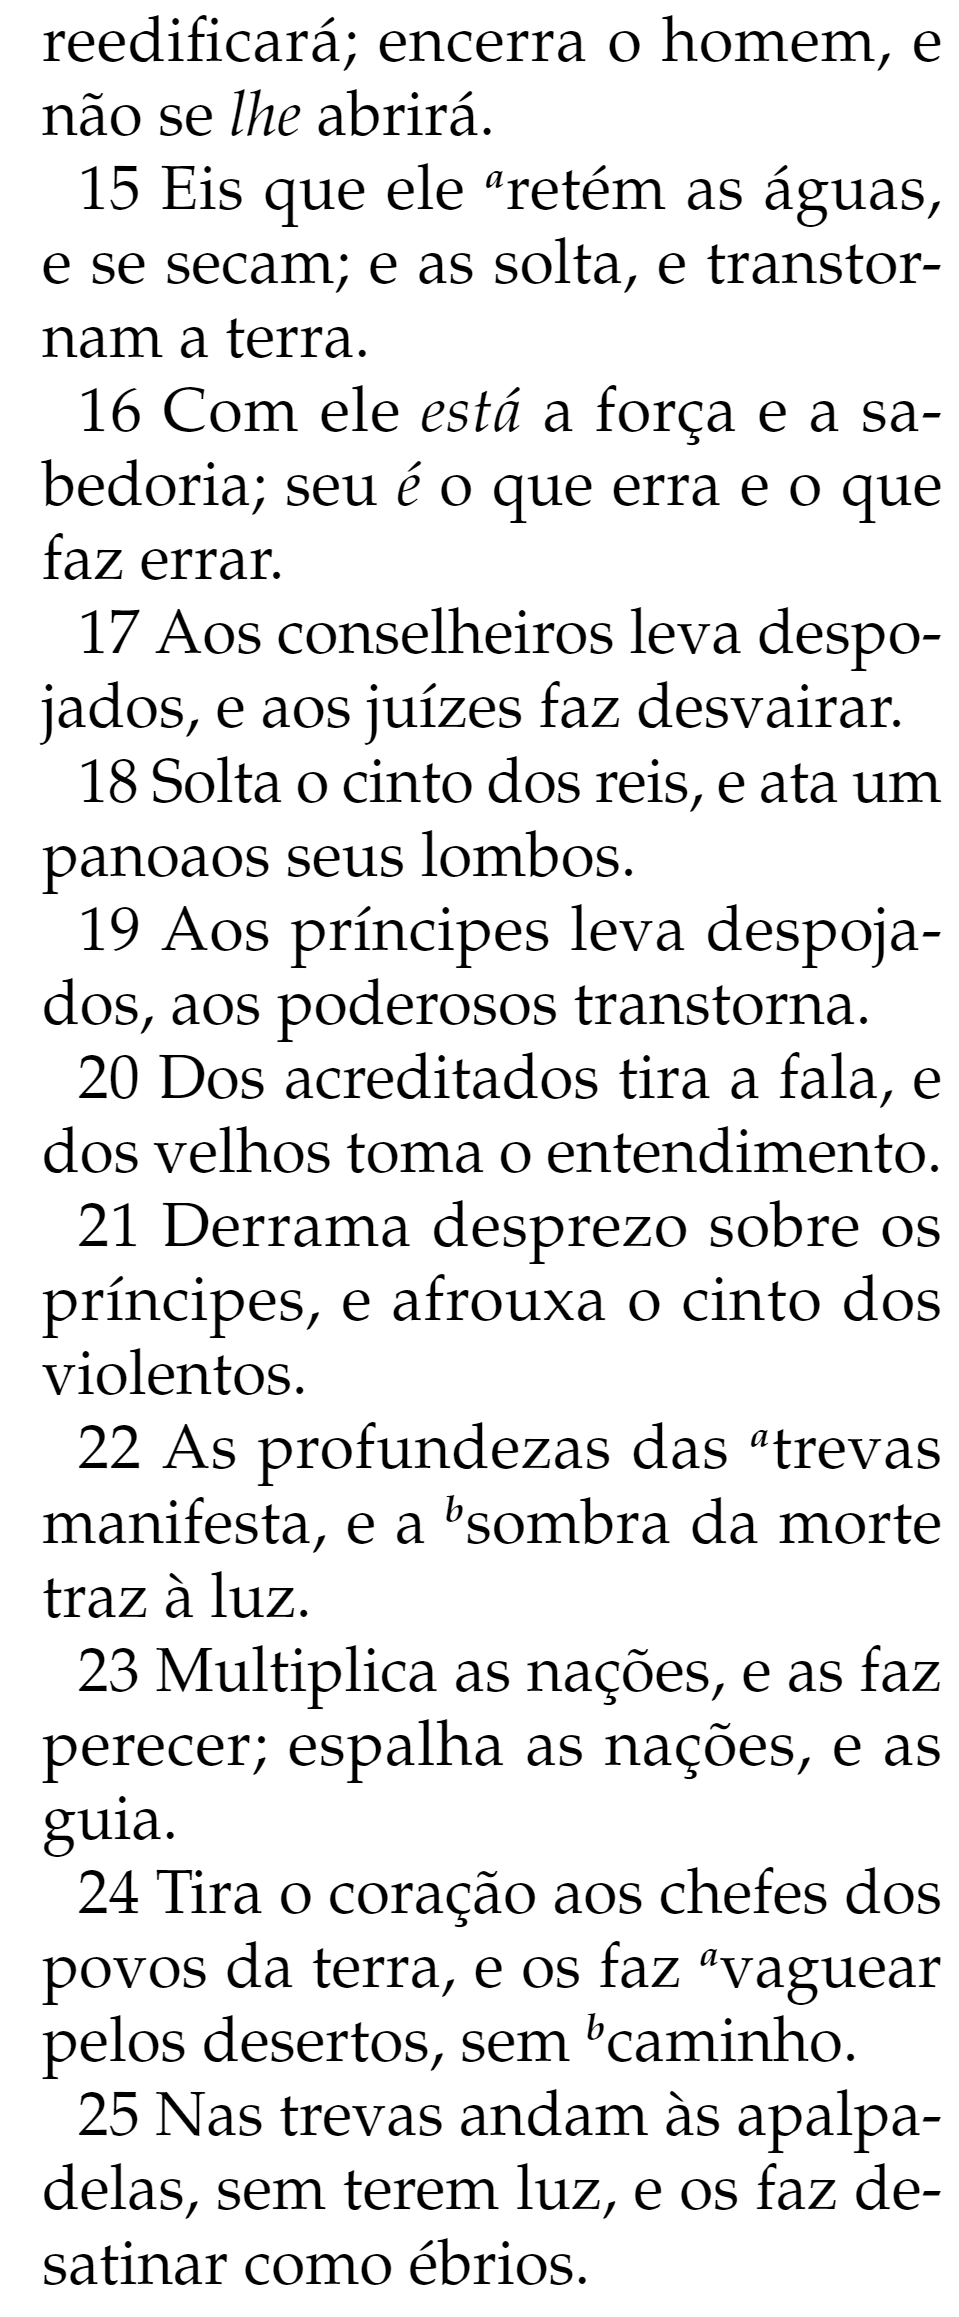 reedificará; encerra o homem, e
não se lhe abrirá.
15 Eis que ele ᵃretém as águas,
e se secam; e as solta, e transtor-
nam a terra.
16 Com ele está a força e a sa-
bedoria; seu é o que erra e o que
faz errar.
17 Aos conselheiros leva despo-
jados, e aos juízes faz desvairar.
18 Solta o cinto dos reis, e ata um
panoaos seus lombos.
19 Aos príncipes leva despoja-
dos, aos poderosos transtorna.
20 Dos acreditados tira a fala, e
dos velhos toma o entendimento.
21 Derrama desprezo sobre os
príncipes, e afrouxa o cinto dos
violentos.
22 As profundezas das ᵃtrevas
manifesta, e a ᵇsombra da morte
traz à luz.
23 Multiplica as nações, e as faz
perecer; espalha as nações, e as
guia.
24 Tira o coração aos chefes dos
povos da terra, e os faz ᵃvaguear
pelos desertos, sem ᵇcaminho.
25 Nas trevas andam às apalpa-
delas, sem terem luz, e os faz de-
satinar como ébrios.